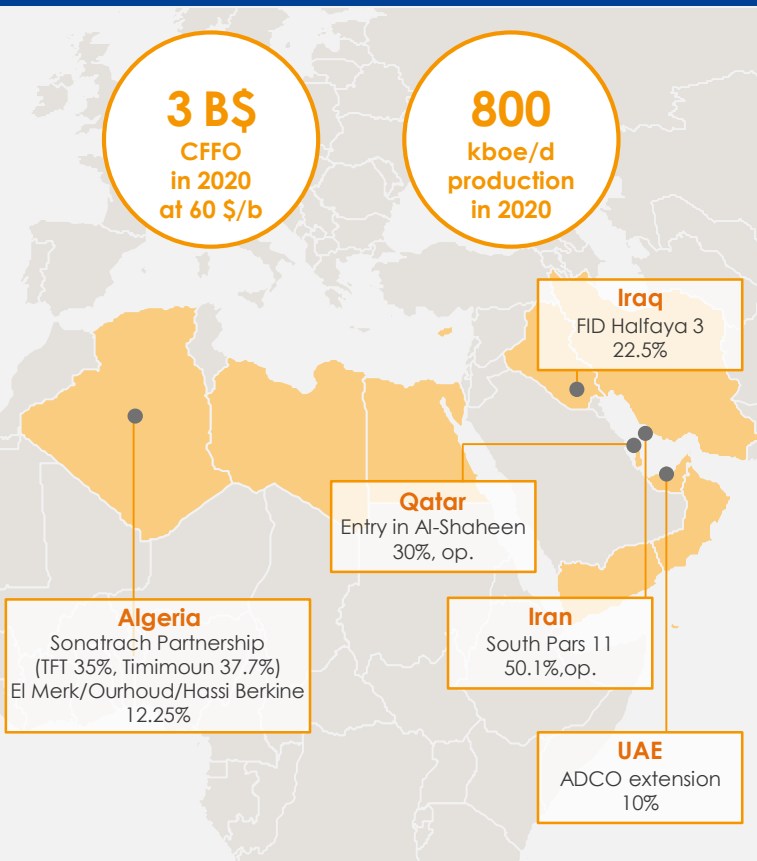 3 B$
CFFO
in 2020
at 60 $/b
800
kboe/d
production
in 2020
Iraq
FID Halfaya 3
22.5%
Qatar
Entry in Al-Shaheen
30%, op.
Algeria
Sonatrach Partnership
(TFT 35%, Timimoun 37.7%)
El Merk/Ourhoud/Hassi Berkine
12.25%
Iran
South Pars 11
50.1%,op.
UAE
ADCO extension
10%